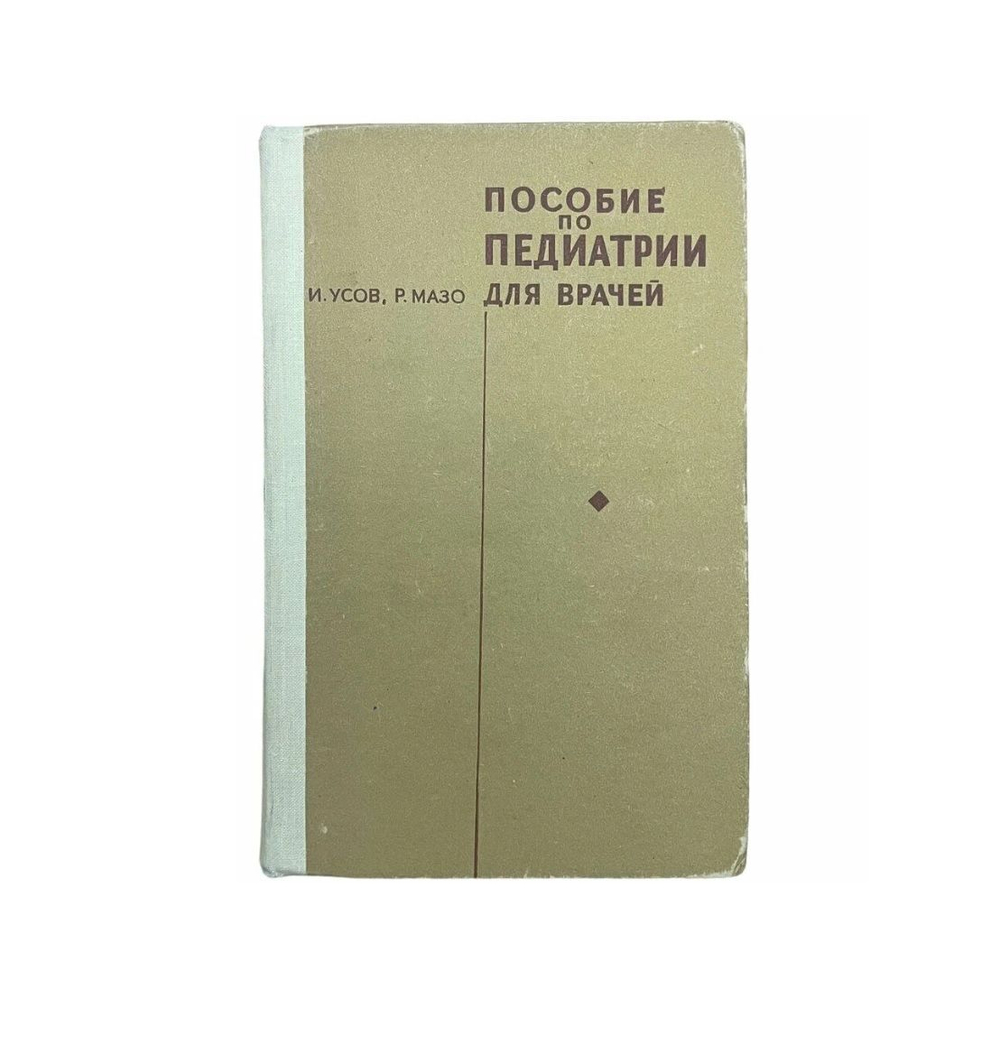 ПОСОБИЕ
ПО
ПЕДИАТРИИ
И. УСОВ, Р. МАЗО ДЛЯ ВРАЧЕЙ